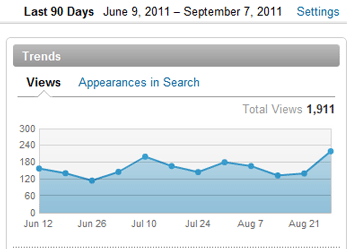 Last 90 Days June 9, 2011 – September 7, 2011 Settings
Trends
Views Appearances in Search
Total Views 1,911
300
240
180
120
60
0
Jun 12 Jun 26 Jul 10 Jul 24 Aug 7 Aug 21